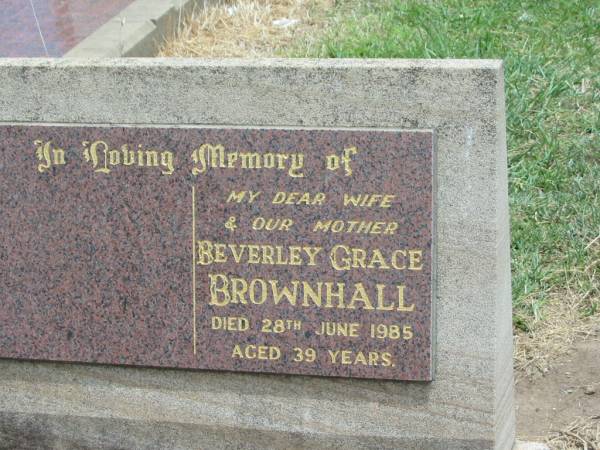 In Loving Memory of
MY DEAR WIFE
& OUR MOTHER
BEVERLEY GRACE
BROWNHALL
DIED 28TH JUNE 1985
AGED 39 YEARS.